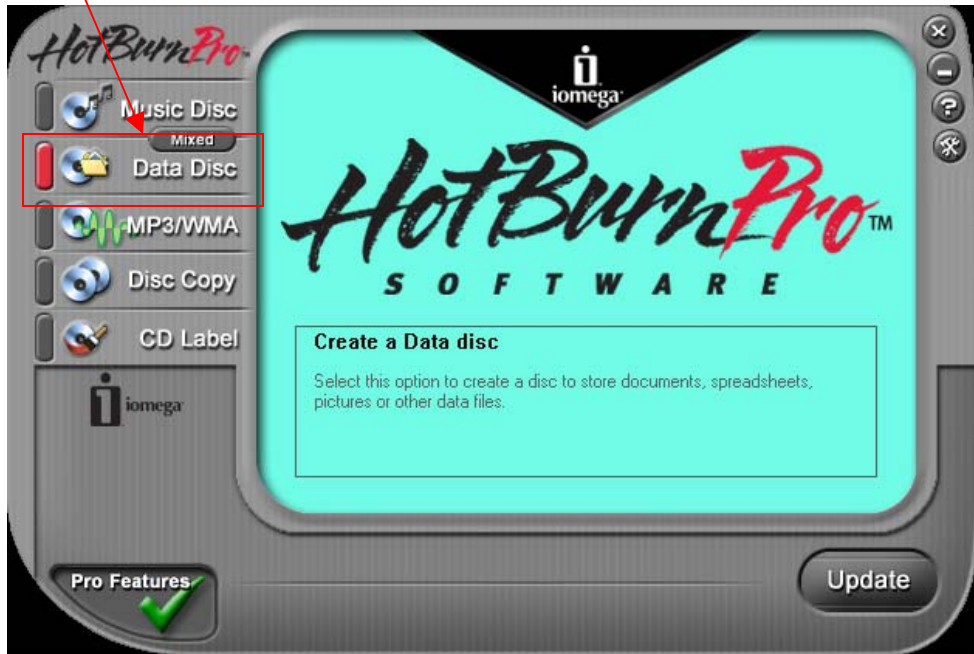 HotBurnPro™
Music Disc
Mixed
Data Disc
MP3/WMA
Disc Copy
CD Label
iomega
iomega
HotBurnPro™
SOFTWARE
Create a Data disc
Select this option to create a disc to store documents, spreadsheets,
pictures or other data files.
Pro Features
Update